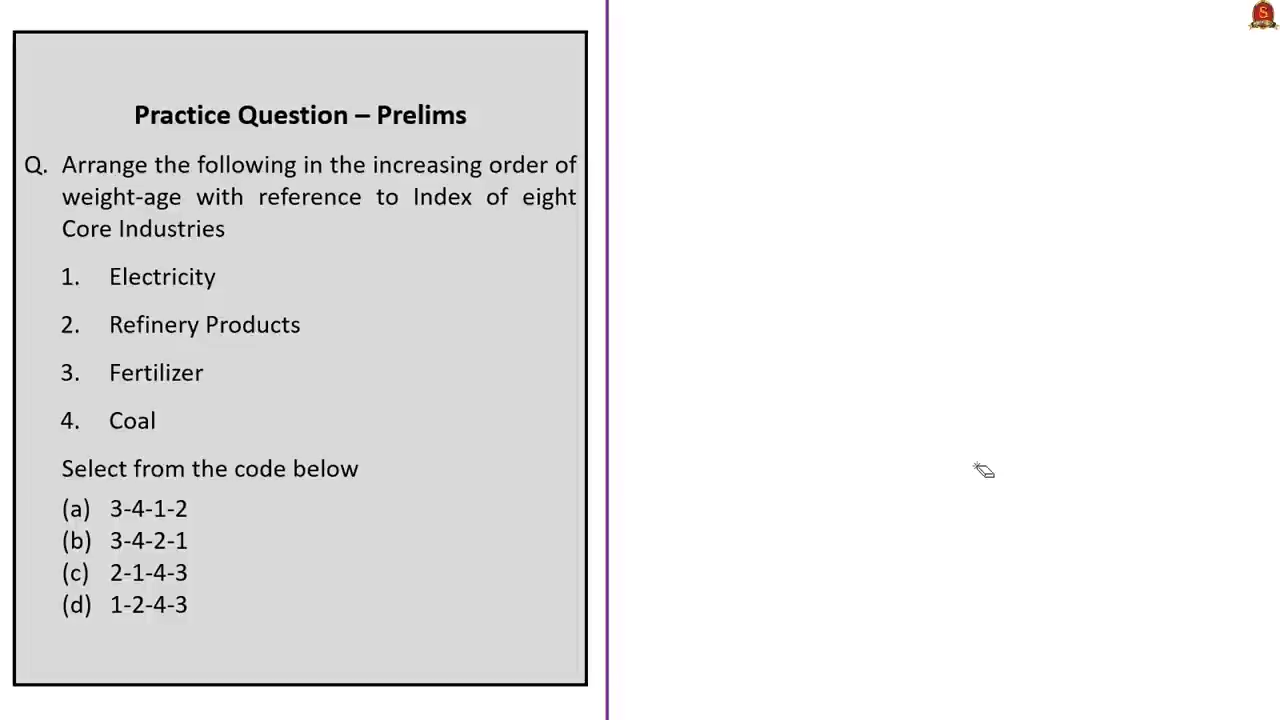 Practice Question – Prelims
Q. Arrange the following in the increasing order of
weight-age with reference to Index of eight
Core Industries
1. Electricity
2. Refinery Products
3. Fertilizer
4. Coal
Select from the code below
(a) 3-4-1-2
(b) 3-4-2-1
(c) 2-1-4-3
(d) 1-2-4-3
S